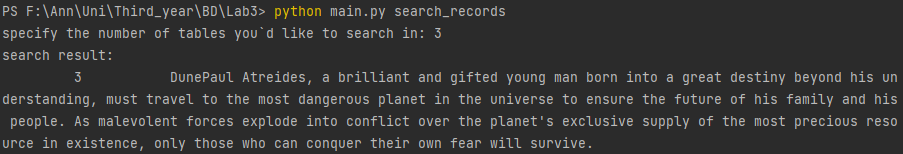 PS F:\Ann\Uni\Third_year\BD\Lab3> python main.py search_records
specify the number of tables you`d like to search in: 3
search result:
3 DunePaul Atreides, a brilliant and gifted young man born into a great destiny beyond his un
derstanding, must travel to the most dangerous planet in the universe to ensure the future of his family and his
people. As malevolent forces explode into conflict over the planet's exclusive supply of the most precious reso
urce in existence, only those who can conquer their own fear will survive.